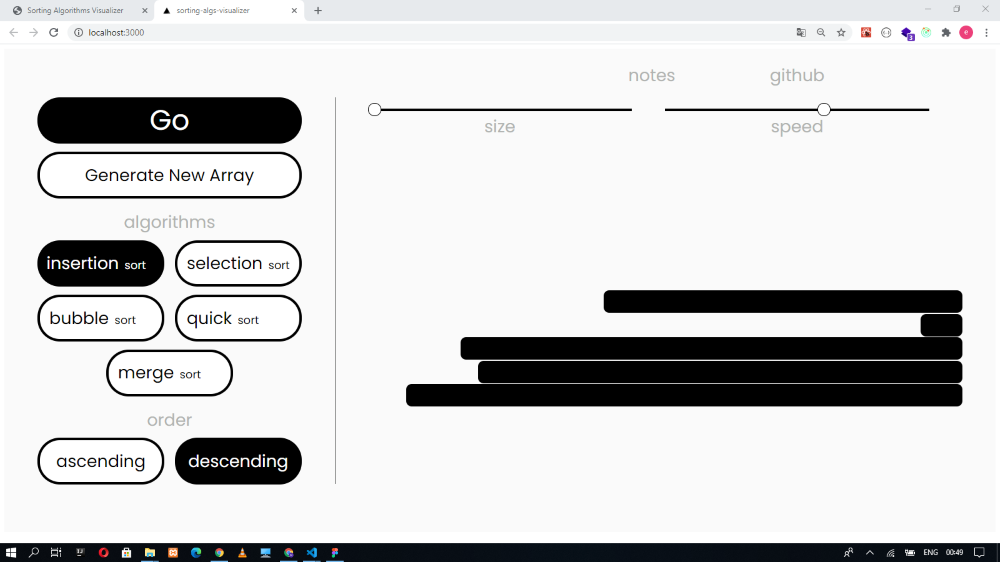 Sorting Algorithms Visualizer
sorting-algs-visualizer
localhost:3000
3
e
notes github
Go
size speed
Generate New Array
algorithms
insertion sort selection sort
bubble sort quick sort
merge sort
order
ascending descending
ENG 00:49